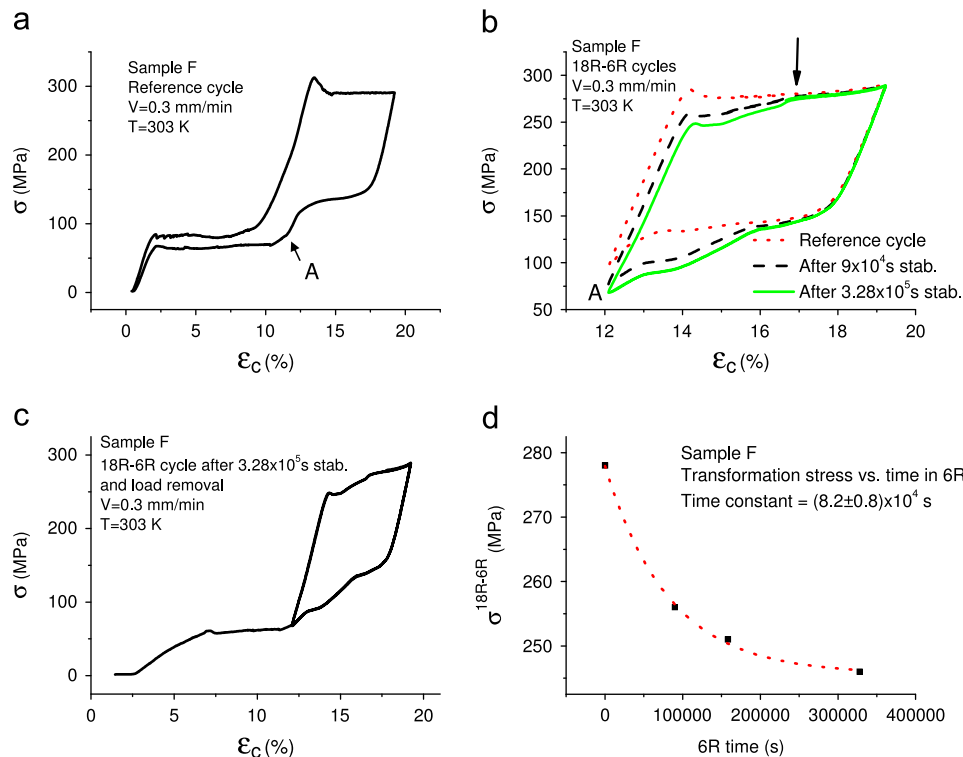 a
Sample F
Reference cycle
V=0.3 mm/min
T=303 K
300
200
100
0
σ (MPa)
A
0
5
10
15
20
εc (%)
b
Sample F
18R-6R cycles
V=0.3 mm/min
T=303 K
300
250
200
150
100
50
σ (MPa)
A
Reference cycle
After 9x10⁴s stab.
After 3.28x10⁵s stab.
12
14
16
18
20
εc (%)
c
Sample F
18R-6R cycle after 3.28x10⁵s stab.
and load removal
V=0.3 mm/min
T=303 K
300
200
100
0
σ (MPa)
0
5
10
15
20
εc (%)
d
Sample F
Transformation stress vs. time in 6R
Time constant = (8.2±0.8)x10⁴ s
280
270
260
250
σ¹⁸ᴿ⁻⁶ᴿ (MPa)
0
100000
200000
300000
400000
6R time (s)